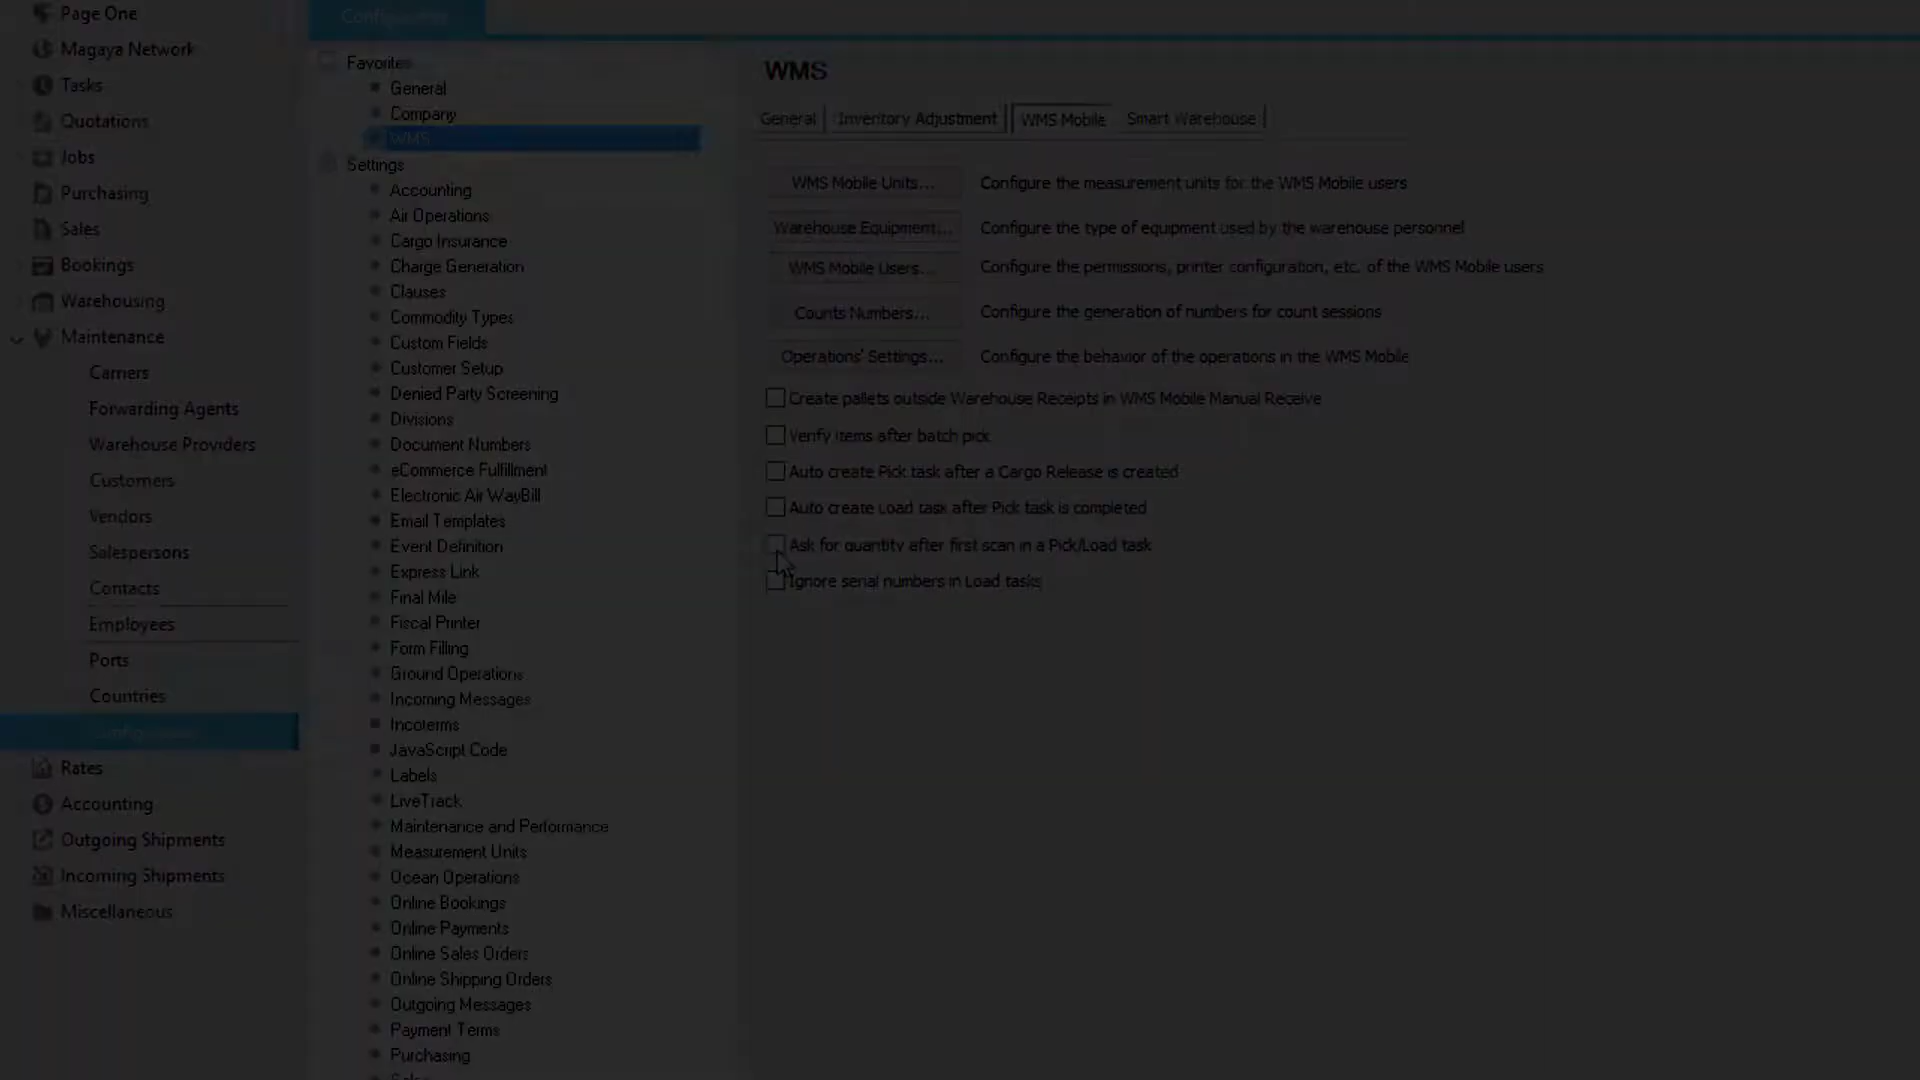 Page One
Magaya Network
Tasks
Quotations
Jobs
Purchasing
Sales
Bookings
Warehousing
Maintenance
Carriers
Forwarding Agents
Warehouse Providers
Customers
Vendors
Salespersons
Contacts
Employees
Ports
Countries
Configuration
Rates
Accounting
Outgoing Shipments
Incoming Shipments
Miscellaneous
Configuration
Favorites
General
Company
WMS
Settings
Accounting
Air Operations
Cargo Insurance
Charge Generation
Clauses
Commodity Types
Custom Fields
Customer Setup
Denied Party Screening
Divisions
Document Numbers
eCommerce Fulfillment
Electronic Air WayBill
Email Templates
Event Definition
Express Link
Final Mile
Fiscal Printer
Form Filling
Ground Operations
Incoming Messages
Incoterms
JavaScript Code
Labels
LiveTrack
Maintenance and Performance
Measurement Units
Ocean Operations
Online Bookings
Online Payments
Online Sales Orders
Online Shipping Orders
Outgoing Messages
Payment Terms
Purchasing
WMS
General Inventory Adjustment WMS Mobile Smart Warehouse
WMS Mobile Units... Configure the measurement units for the WMS Mobile users
Warehouse Equipment... Configure the type of equipment used by the warehouse personnel
WMS Mobile Users... Configure the permissions, printer configuration, etc. of the WMS Mobile users
Counts Numbers... Configure the generation of numbers for count sessions
Operations' Settings... Configure the behavior of the operations in the WMS Mobile
Create pallets outside Warehouse Receipts in WMS Mobile Manual Receive
Verify items after batch pick
Auto create Pick task after a Cargo Release is created
Auto create Load task after Pick task is completed
Ask for quantity after first scan in a Pick/Load task
Ignore serial numbers in Load tasks